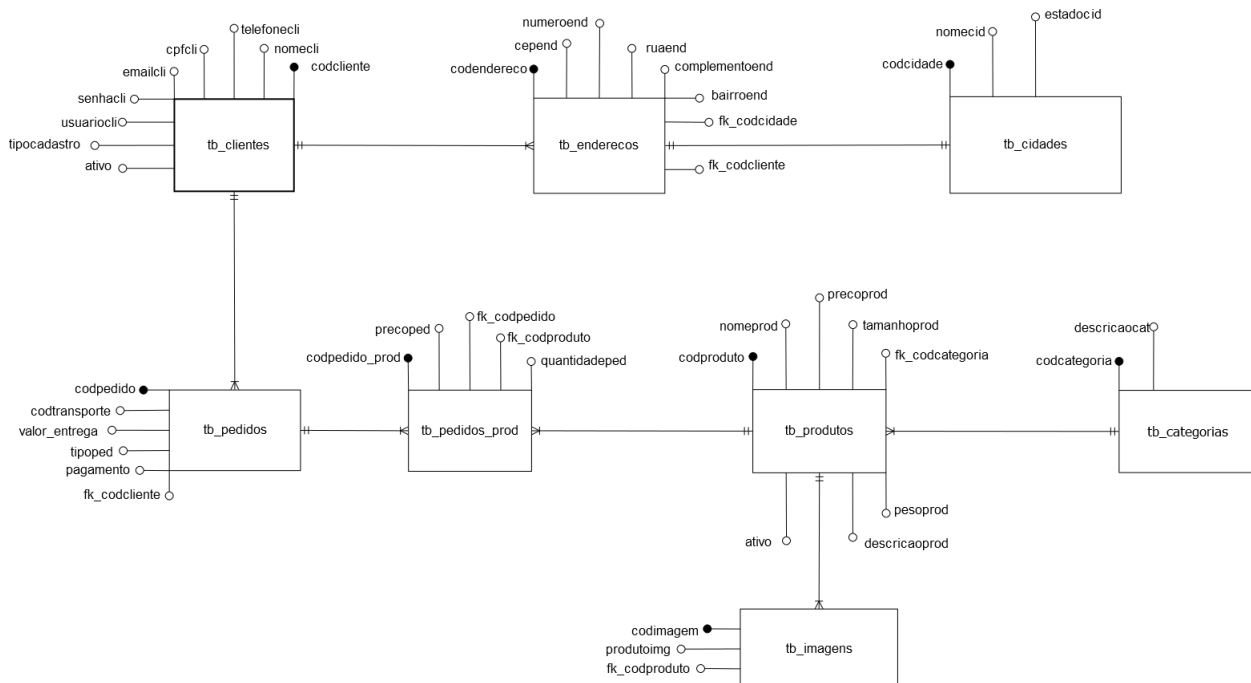 telefonecli
cpfcli
nomecli
emailcli
codcliente
senhacli
usuariocli
tipocadastro
ativo
tb_clientes
numeroend
cepend
ruaend
codendereco
complementoend
bairroend
fk_codcidade
fk_codcliente
tb_enderecos
estadocid
nomecid
codcidade
tb_cidades
codpedido
codtransporte
valor_entrega
tipoped
pagamento
fk_codcliente
tb_pedidos
fk_codpedido
precoped
fk_codproduto
codpedido_prod
quantidadeped
tb_pedidos_prod
precoprod
nomeprod
tamanhoprod
codproduto
fk_codcategoria
tb_produtos
pesoprod
ativo
descricaoprod
descricaocat
codcategoria
tb_categorias
codimagem
produtoimg
fk_codproduto
tb_imagens